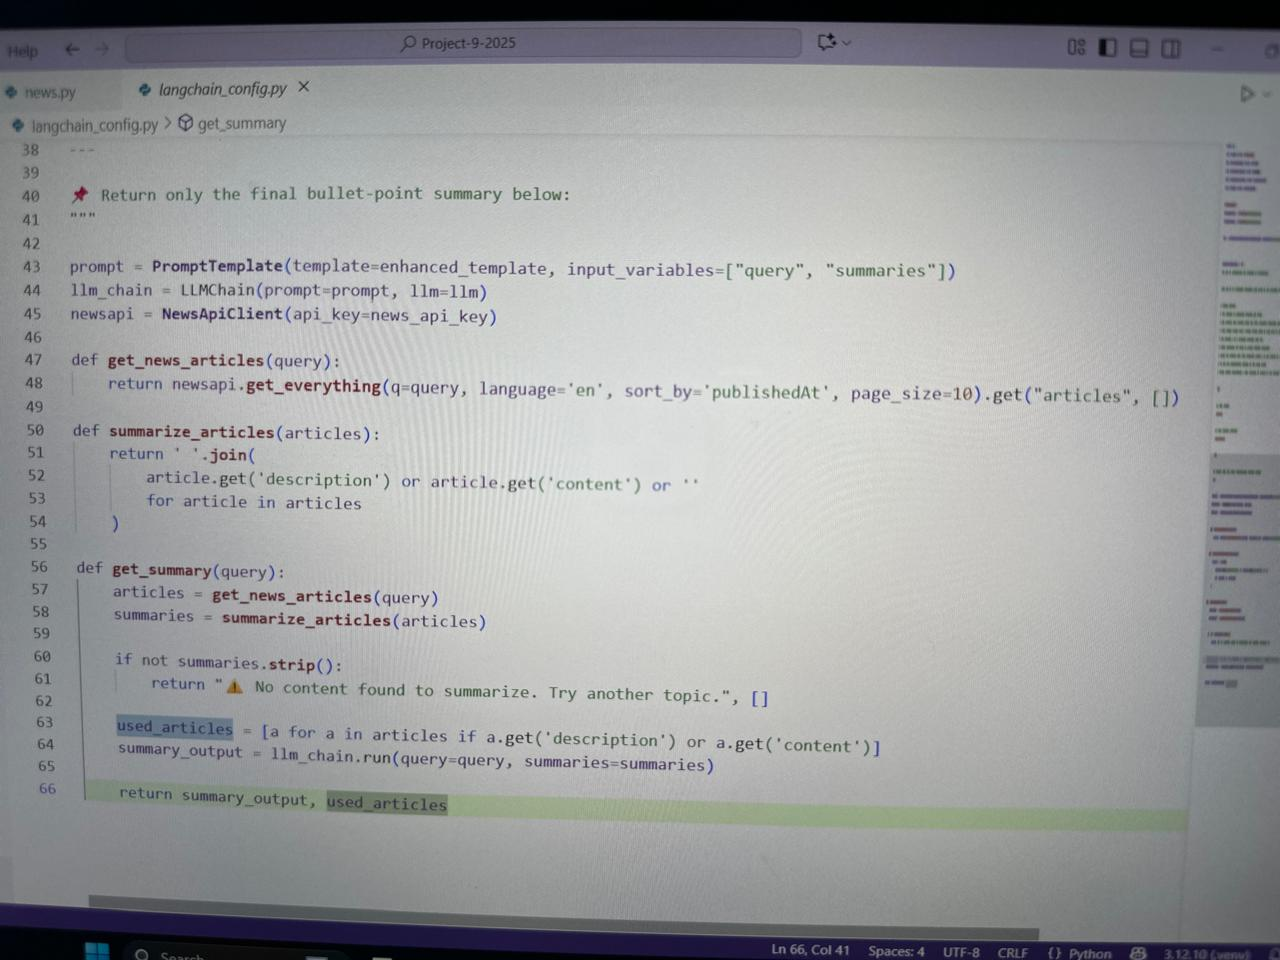 Help
Project-9-2025
news.py
langchain_config.py
langchain_config.py > get_summary
38 ---
39
40 📌 Return only the final bullet-point summary below:
41 """
42
43 prompt = PromptTemplate(template=enhanced_template, input_variables=["query", "summaries"])
44 llm_chain = LLMChain(prompt=prompt, llm=llm)
45 newsapi = NewsApiClient(api_key=news_api_key)
46
47 def get_news_articles(query):
48     return newsapi.get_everything(q=query, language='en', sort_by='publishedAt', page_size=10).get("articles", [])
49
50 def summarize_articles(articles):
51     return ' '.join(
52         article.get('description') or article.get('content') or ''
53         for article in articles
54     )
55
56 def get_summary(query):
57     articles = get_news_articles(query)
58     summaries = summarize_articles(articles)
59
60     if not summaries.strip():
61         return "⚠️ No content found to summarize. Try another topic.", []
62
63     used_articles = [a for a in articles if a.get('description') or a.get('content')]
64     summary_output = llm_chain.run(query=query, summaries=summaries)
65
66     return summary_output, used_articles
Ln 66, Col 41 Spaces: 4 UTF-8 CRLF {} Python 3.12.10 (venv)
Search